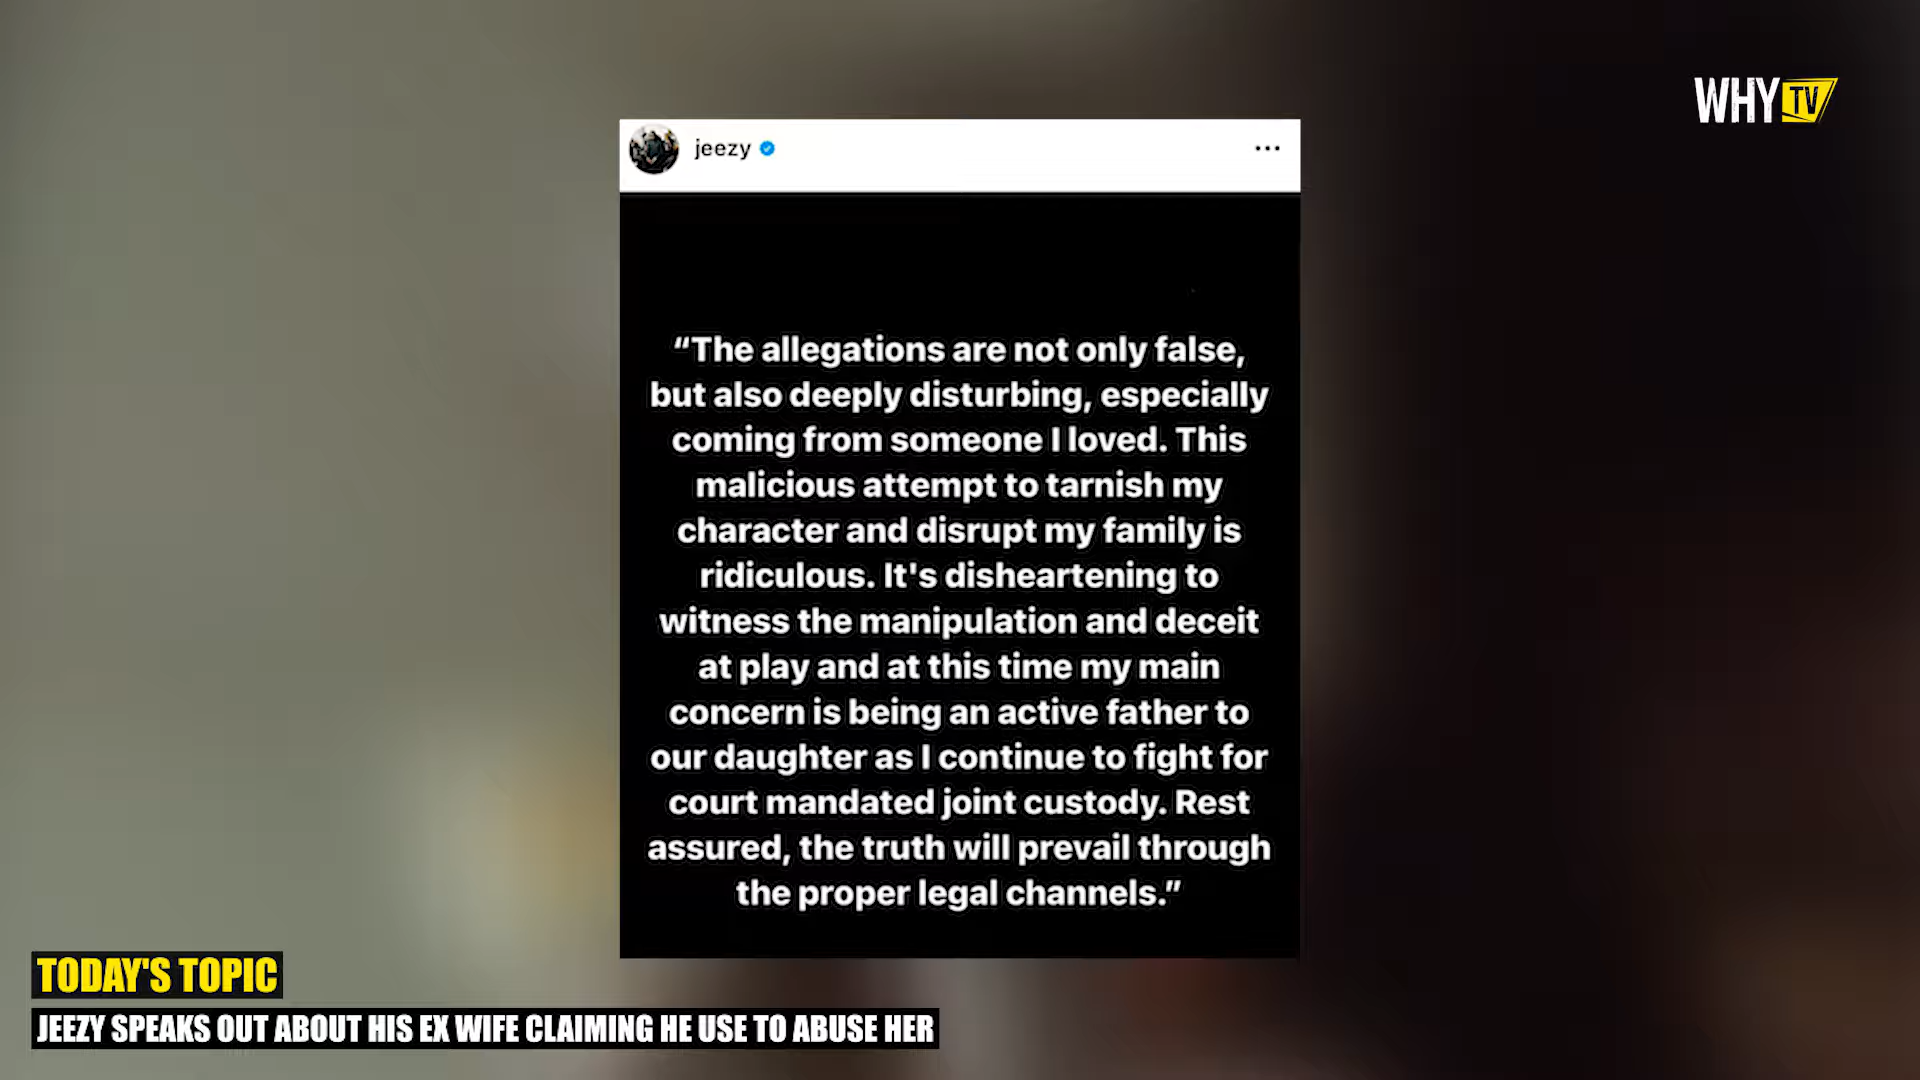 WHY TV
jeezy
“The allegations are not only false,
but also deeply disturbing, especially
coming from someone I loved. This
malicious attempt to tarnish my
character and disrupt my family is
ridiculous. It's disheartening to
witness the manipulation and deceit
at play and at this time my main
concern is being an active father to
our daughter as I continue to fight for
court mandated joint custody. Rest
assured, the truth will prevail through
the proper legal channels.”
TODAY'S TOPIC
JEEZY SPEAKS OUT ABOUT HIS EX WIFE CLAIMING HE USE TO ABUSE HER